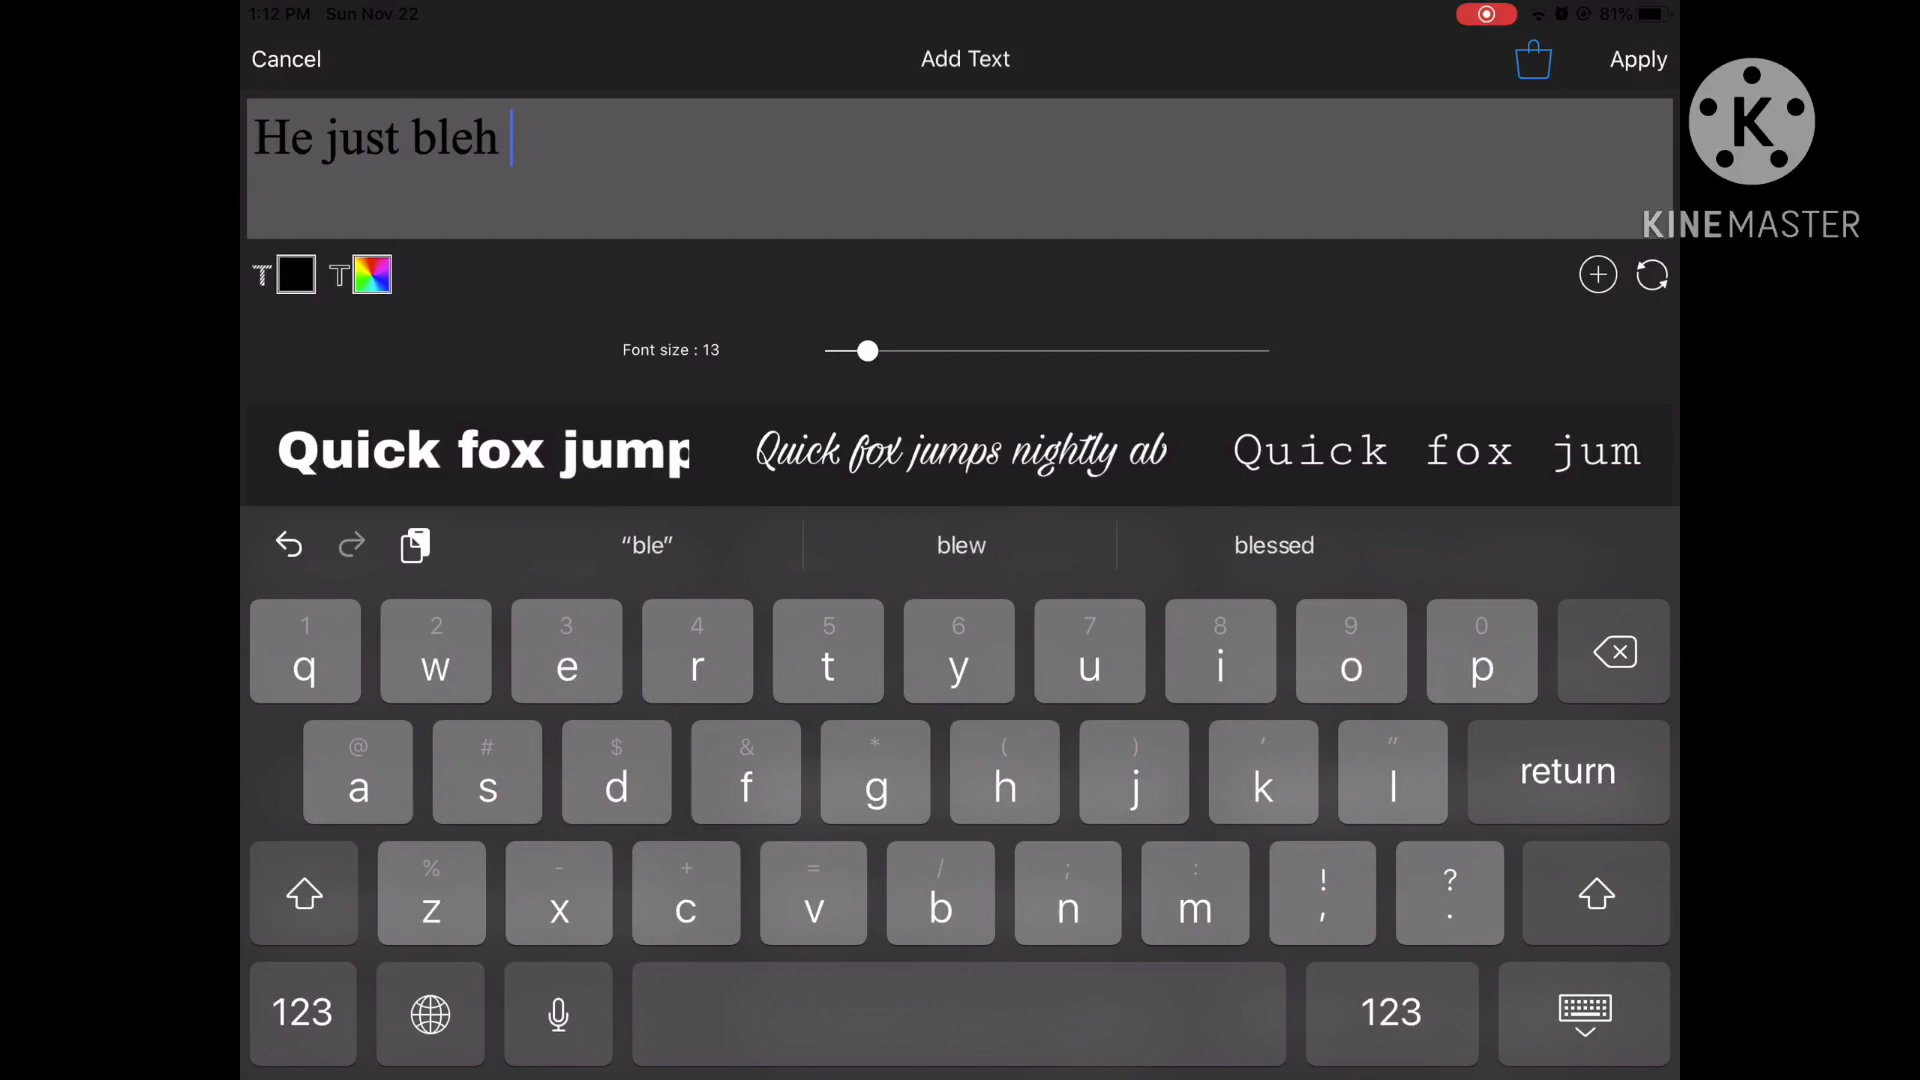 1:12 PM Sun Nov 22 81%
Cancel Add Text Apply
He just bleh
K
KINEMASTER
T T
Font size : 13
Quick fox jump Quick fox jumps nightly ab Quick fox jum
“ble” blew blessed
1 2 3 4 5 6 7 8 9 0
q w e r t y u i o p
@ # $ & * ( ) ' "
a s d f g h j k l return
% - + = / ; : ! ?
z x c v b n m , .
123 123